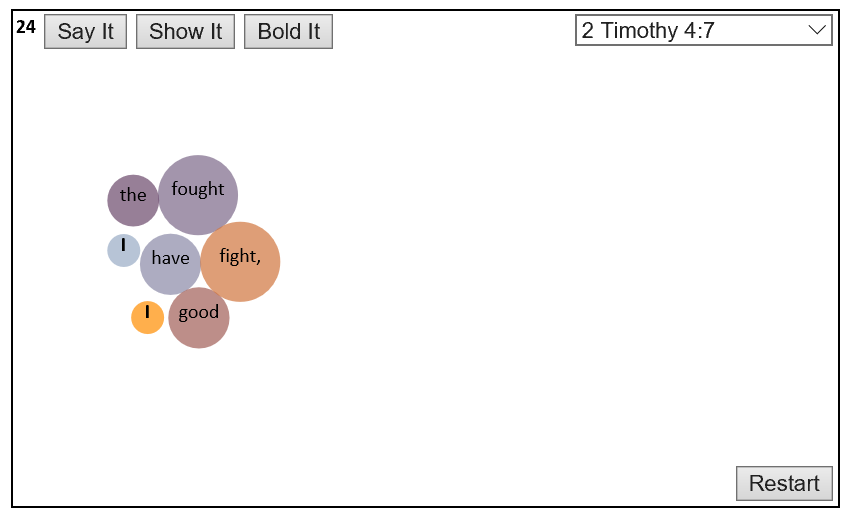 24 Say It Show It Bold It 2 Timothy 4:7
the fought
I have fight,
I good
Restart